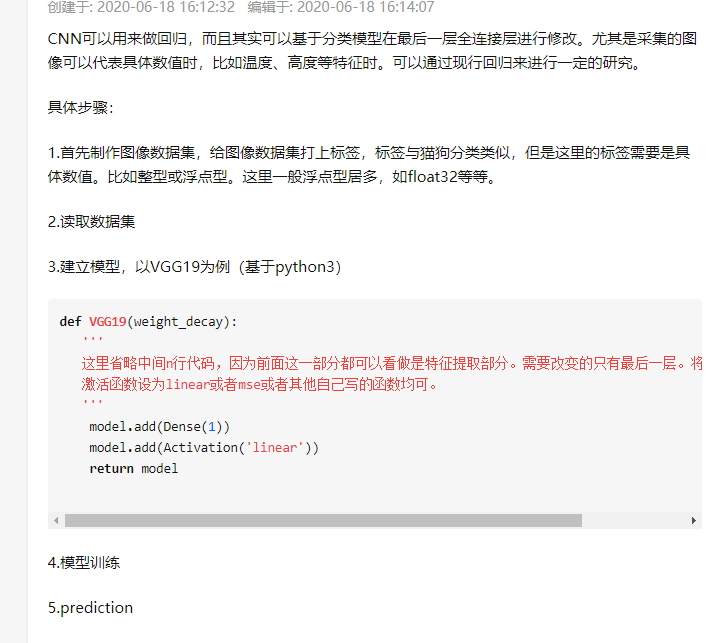 创建于: 2020-06-18 16:12:32 编辑于: 2020-06-18 16:14:07
CNN可以用来做回归，而且其实可以基于分类模型在最后一层全连接层进行修改。尤其是采集的图
像可以代表具体数值时，比如温度、高度等特征时。可以通过现行回归来进行一定的研究。
具体步骤：
1.首先制作图像数据集，给图像数据集打上标签，标签与猫狗分类类似，但是这里的标签需要是具
体数值。比如整型或浮点型。这里一般浮点型居多，如float32等等。
2.读取数据集
3.建立模型，以VGG19为例（基于python3）
def VGG19(weight_decay):
'''
这里省略中间n行代码，因为前面这一部分都可以看做是特征提取部分。需要改变的只有最后一层。将
激活函数设为linear或者mse或者其他自己写的函数均可。
'''
model.add(Dense(1))
model.add(Activation('linear'))
return model
4.模型训练
5.prediction